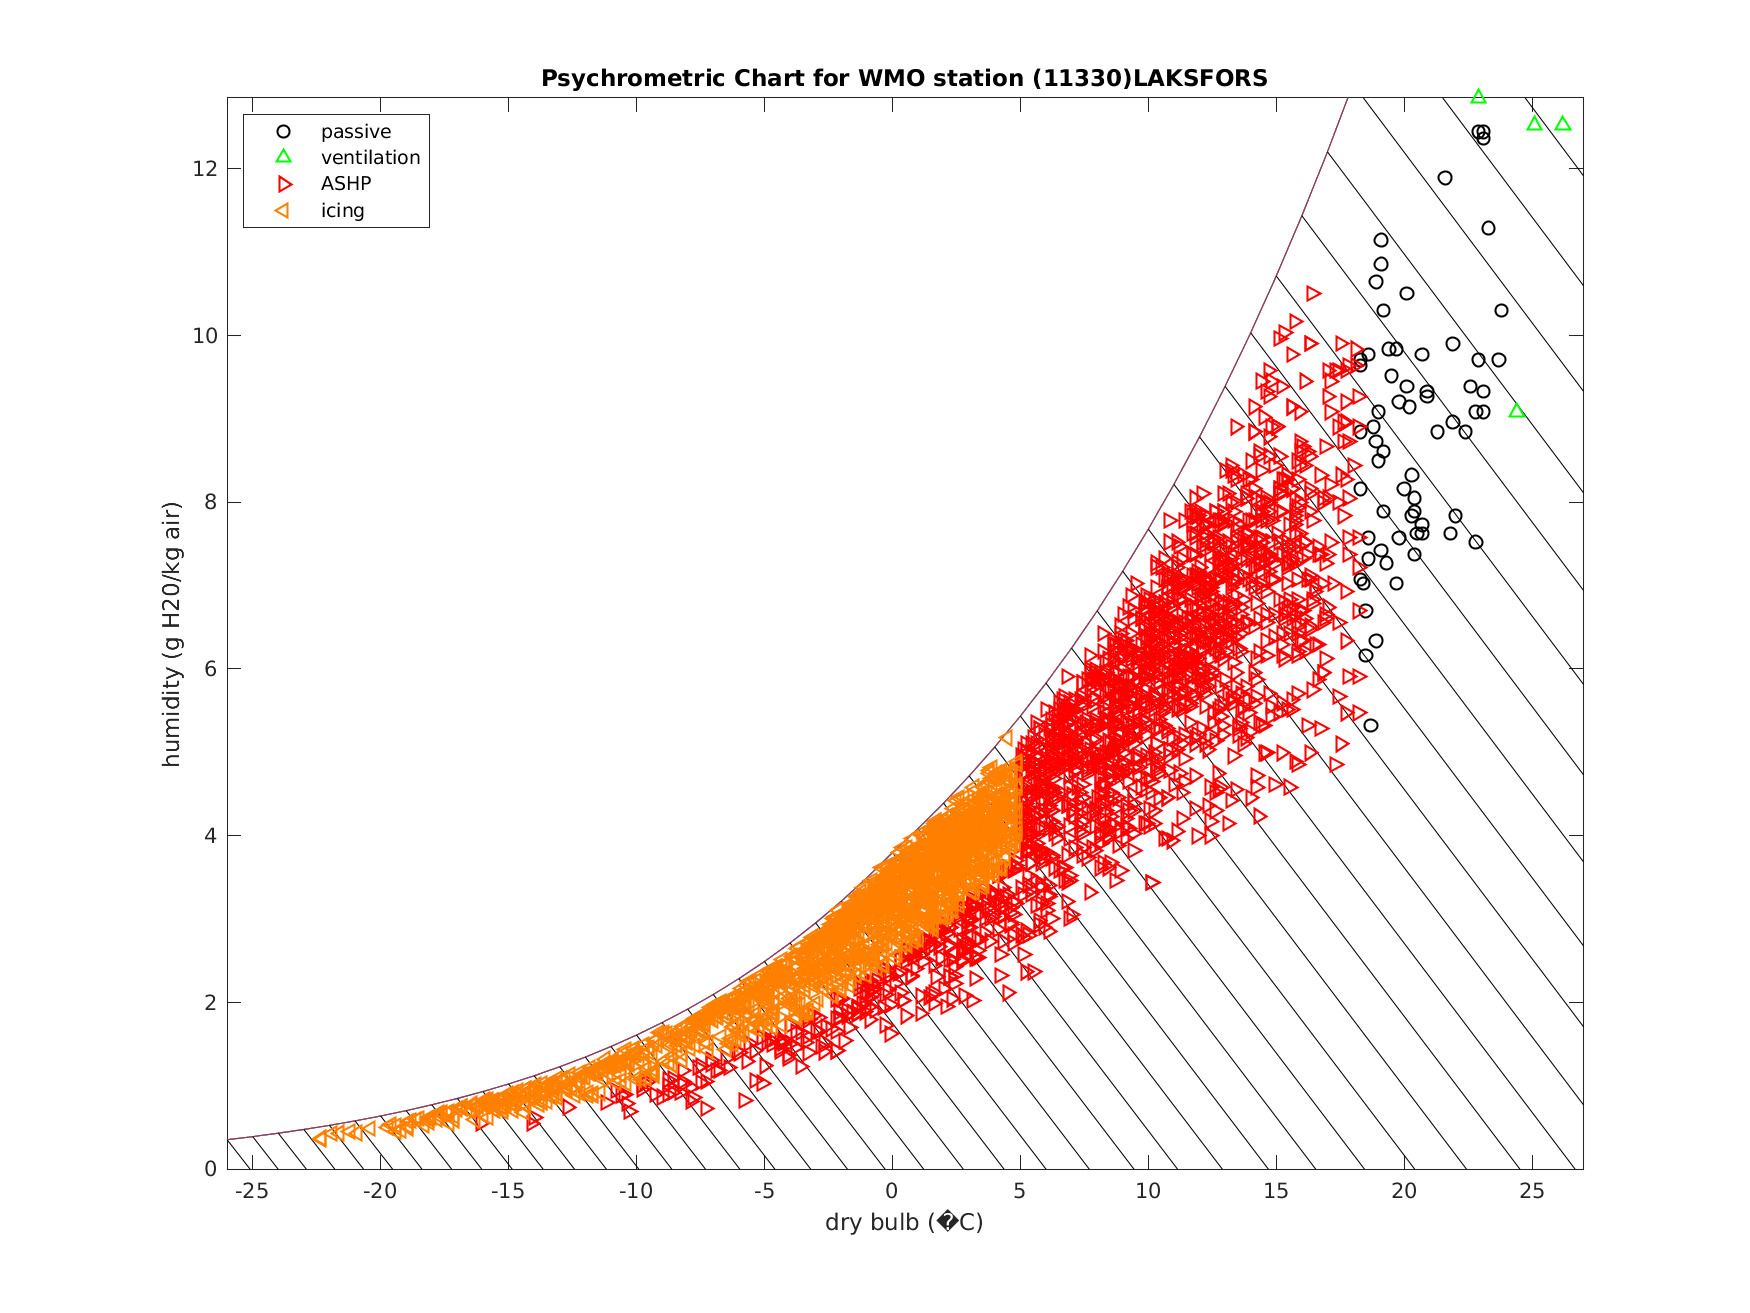 Psychrometric Chart for WMO station (11330)LAKSFORS
passive
ventilation
ASHP
icing
humidity (g H20/kg air)
12
10
8
6
4
2
0
-25 -20 -15 -10 -5 0 5 10 15 20 25
dry bulb (�C)